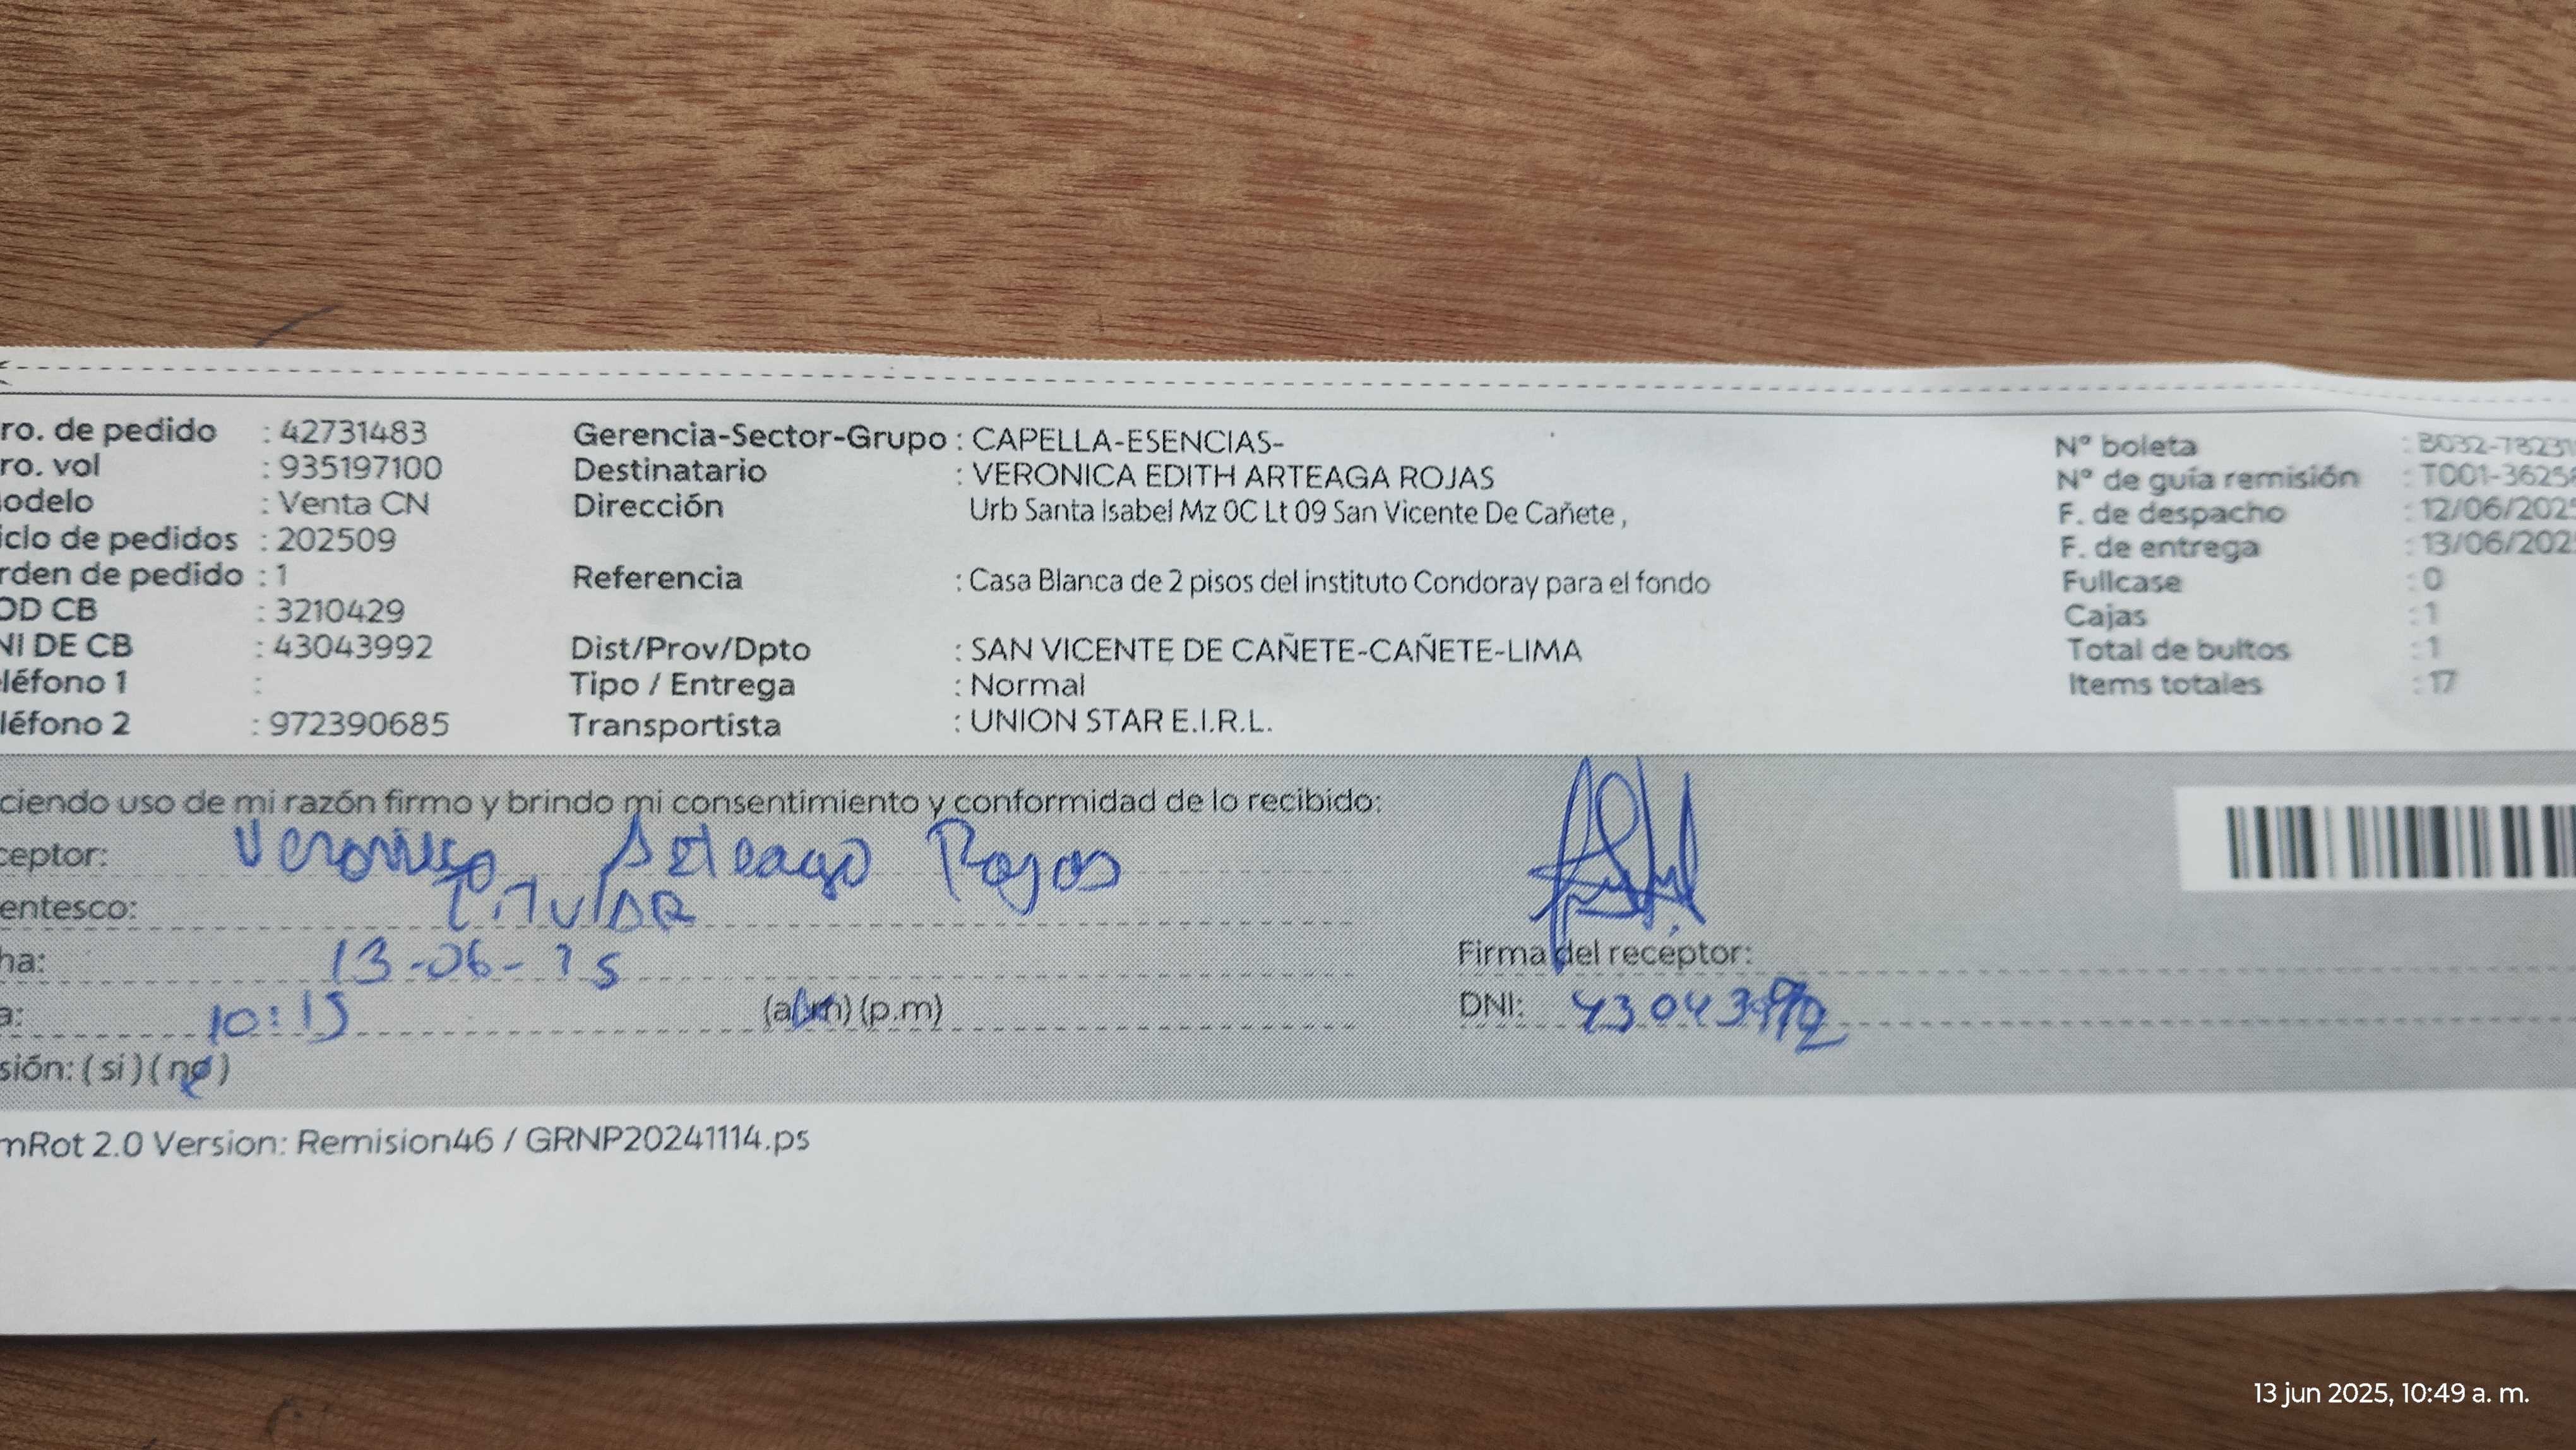 ro. de pedido : 42731483
ro. vol : 935197100
odelo : Venta CN
iclo de pedidos : 202509
rden de pedido : 1
OD CB : 3210429
NI DE CB : 43043992
léfono 1 :
léfono 2 : 972390685
Gerencia-Sector-Grupo : CAPELLA-ESENCIAS-
Destinatario : VERONICA EDITH ARTEAGA ROJAS
Dirección Urb Santa Isabel Mz 0C Lt 09 San Vicente De Cañete ,
Referencia : Casa Blanca de 2 pisos del instituto Condoray para el fondo
Dist/Prov/Dpto : SAN VICENTE DE CAÑETE-CAÑETE-LIMA
Tipo / Entrega : Normal
Transportista : UNION STAR E.I.R.L.
N° boleta : B032-78231
N° de guía remisión : T001-3625
F. de despacho : 12/06/202
F. de entrega : 13/06/202
Fullcase : 0
Cajas : 1
Total de bultos : 1
Items totales : 17
ciendo uso de mi razón firmo y brindo mi consentimiento y conformidad de lo recibido:
ceptor: Veronica Arteaga Rojas
entesco: TiTulAR
ha: 13-06-25
a: 10:15 (a.m) (p.m)
sión: ( si ) ( no )
Firma del receptor:
DNI: 43043992
mRot 2.0 Version: Remision46 / GRNP20241114.ps
13 jun 2025, 10:49 a. m.